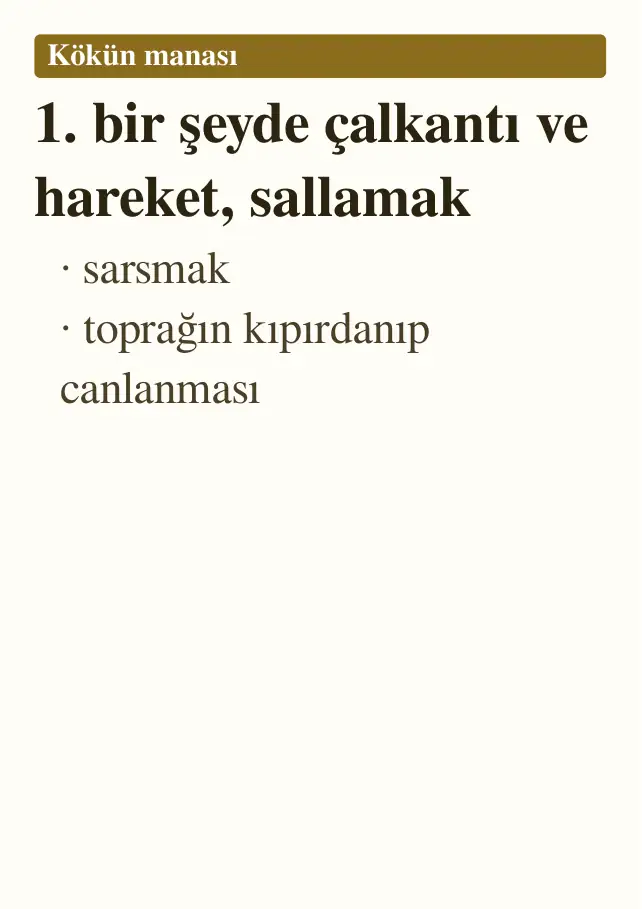 Kökün manası
1. bir şeyde çalkantı ve
hareket, sallamak
· sarsmak
· toprağın kıpırdanıp
canlanması